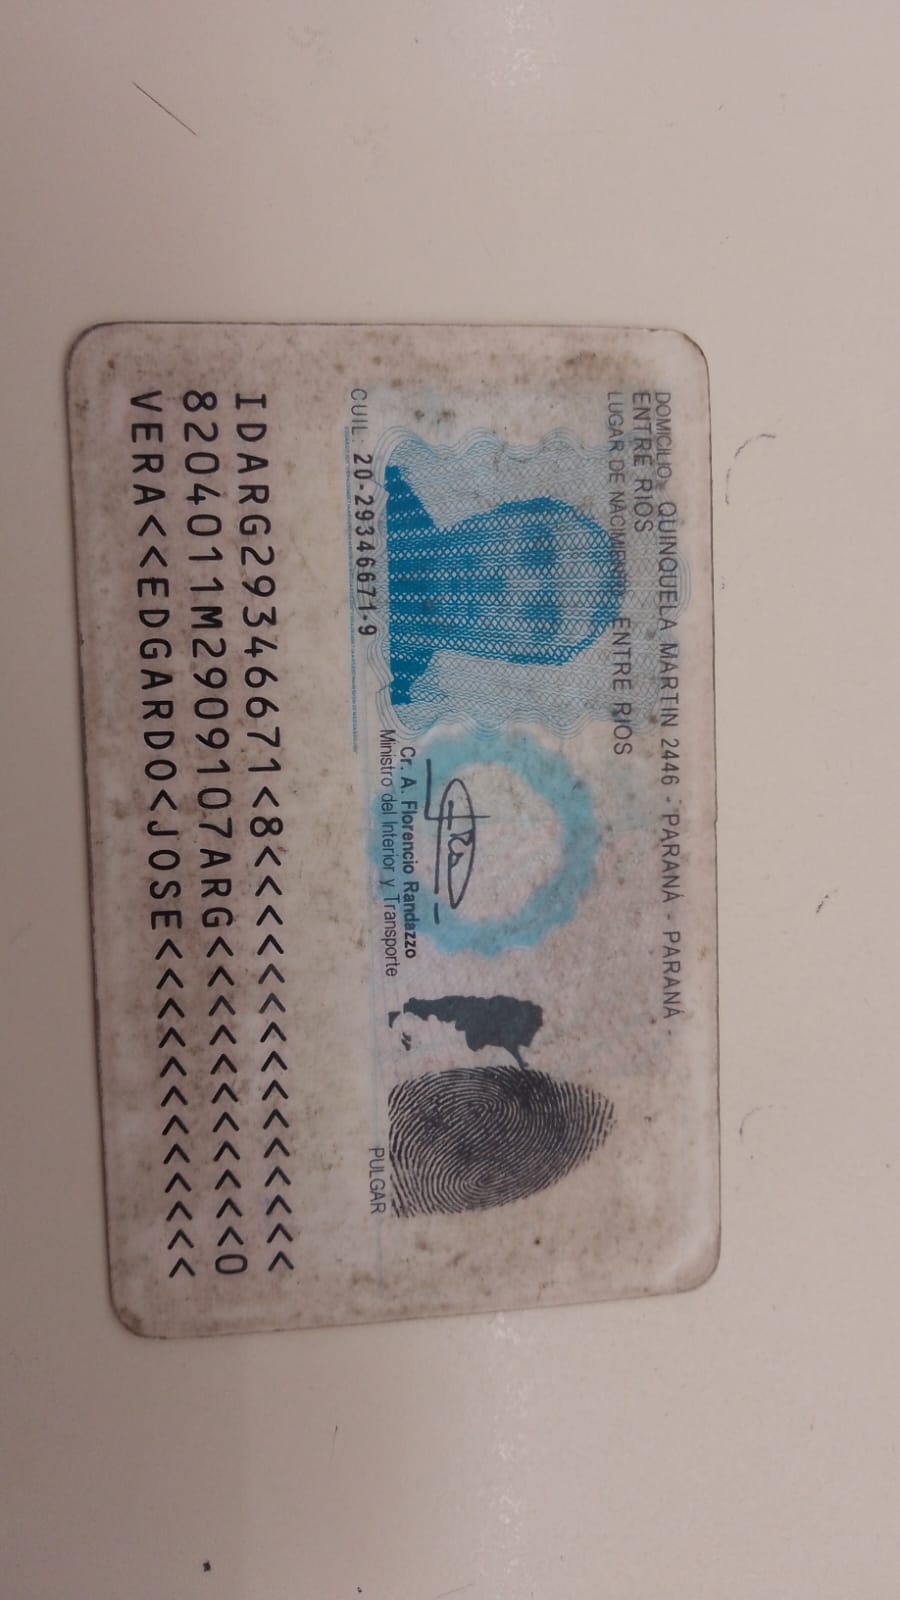 DOMICILIO: QUINQUELA MARTIN 2446 - PARANÁ - PARANÁ -
ENTRE RIOS
LUGAR DE NACIMIENTO: ENTRE RIOS
Cr. A. Florencio Randazzo
Ministro del Interior y Transporte
CUIL: 20-29346671-9
PULGAR
IDARG29346671<8<<<<<<<<<<<<<<<
8204011M2909107ARG<<<<<<<<<<<0
VERA<<EDGARDO<JOSE<<<<<<<<<<<<